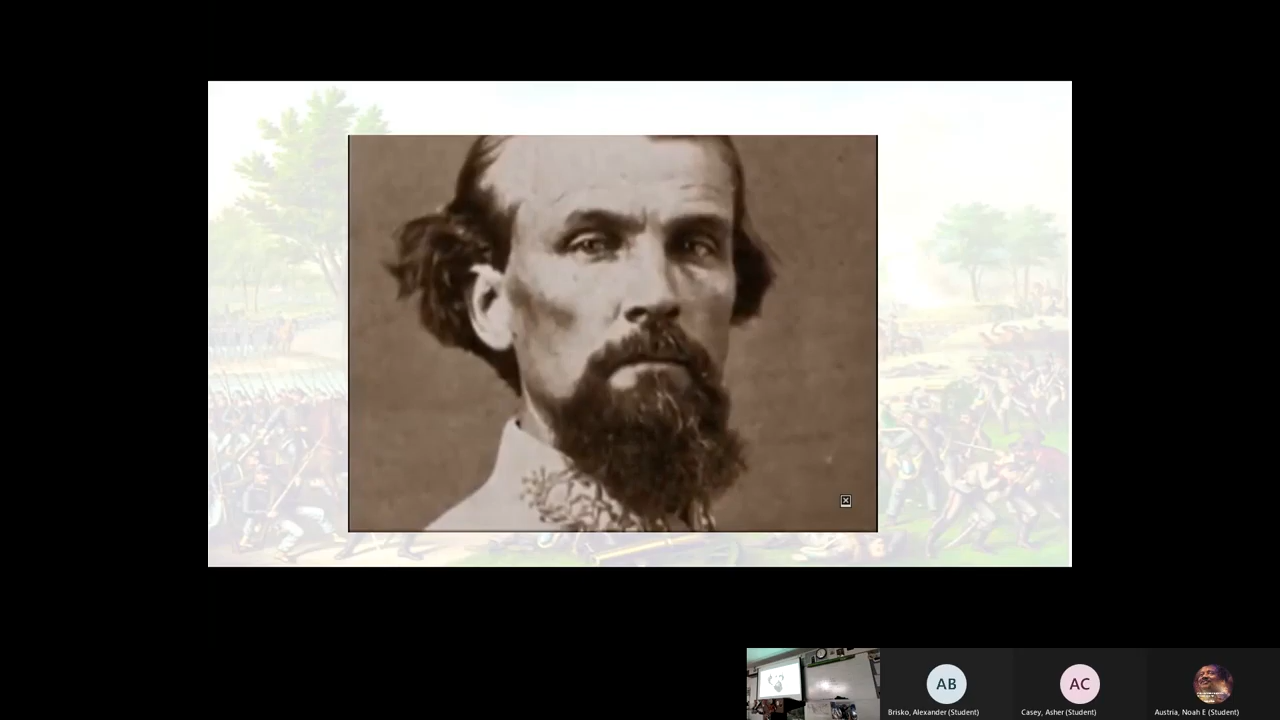 AB
AC
Brisko, Alexander (Student)
Casey, Asher (Student)
Austria, Noah E (Student)